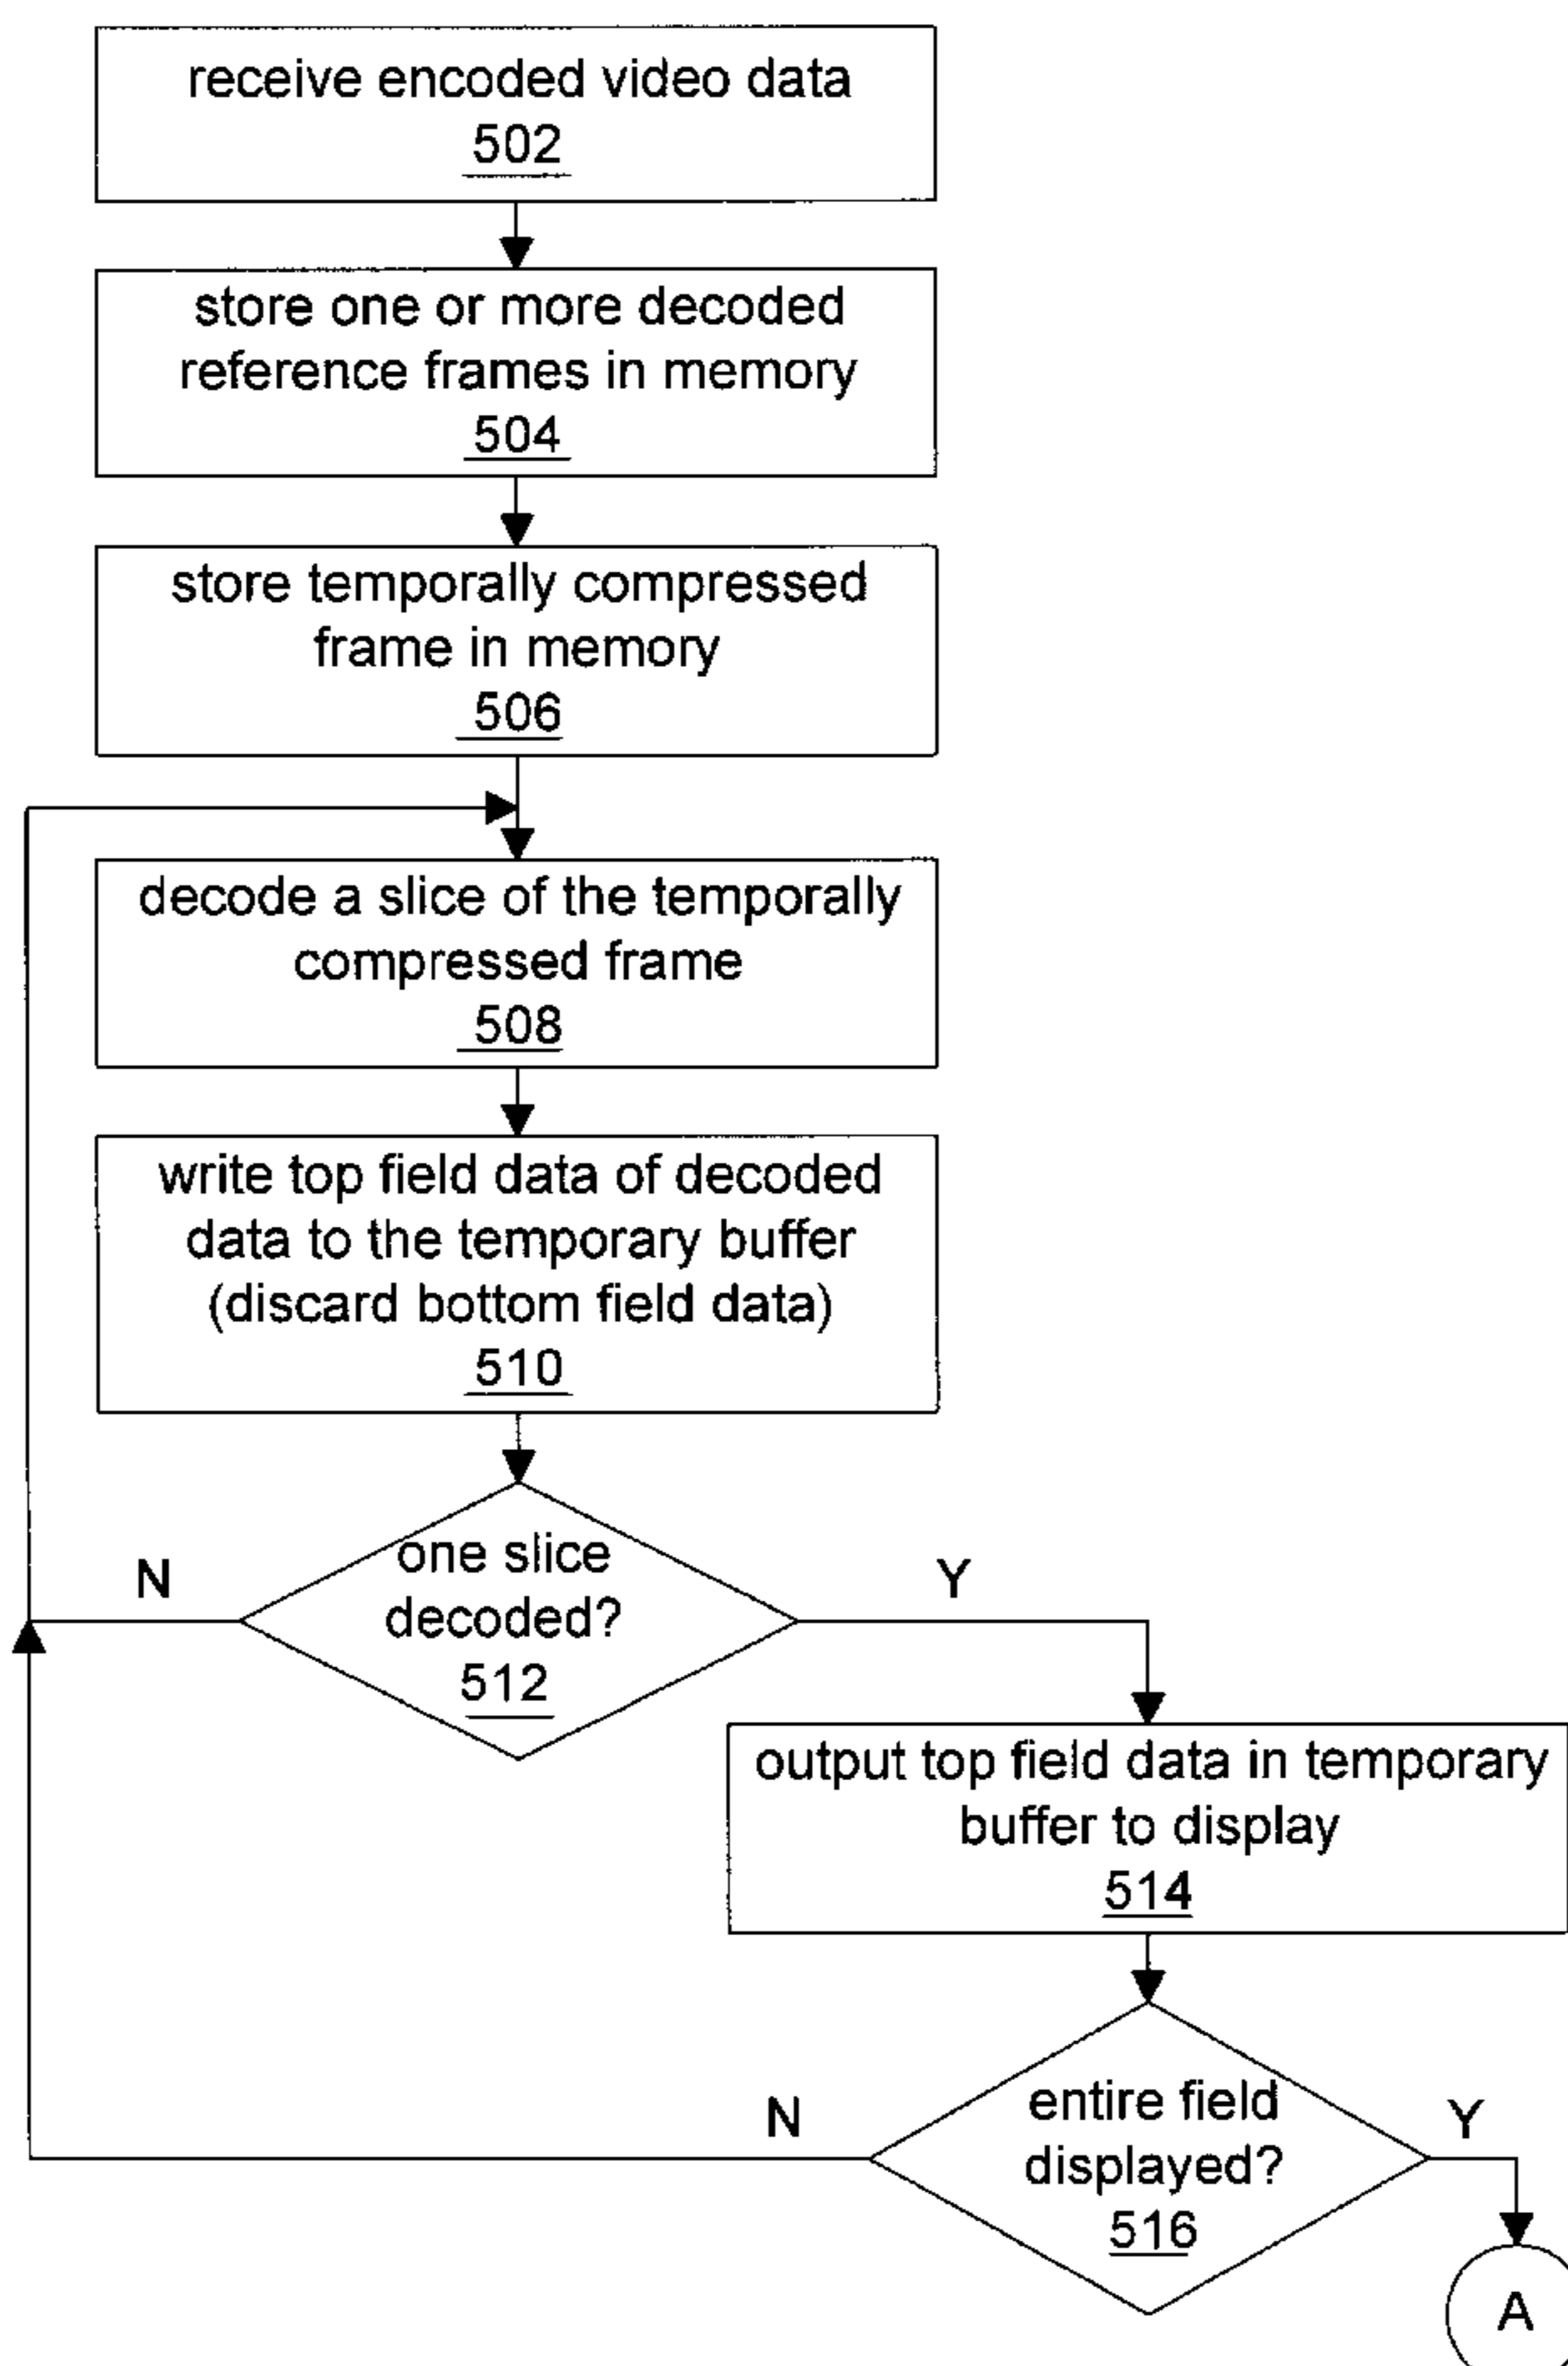 receive encoded video data
502
store one or more decoded
reference frames in memory
504
store temporally compressed
frame in memory
506
decode a slice of the temporally
compressed frame
508
write top field data of decoded
data to the temporary buffer
(discard bottom field data)
510
one slice
decoded?
512
N
Y
output top field data in temporary
buffer to display
514
entire field
displayed?
516
N
Y
A